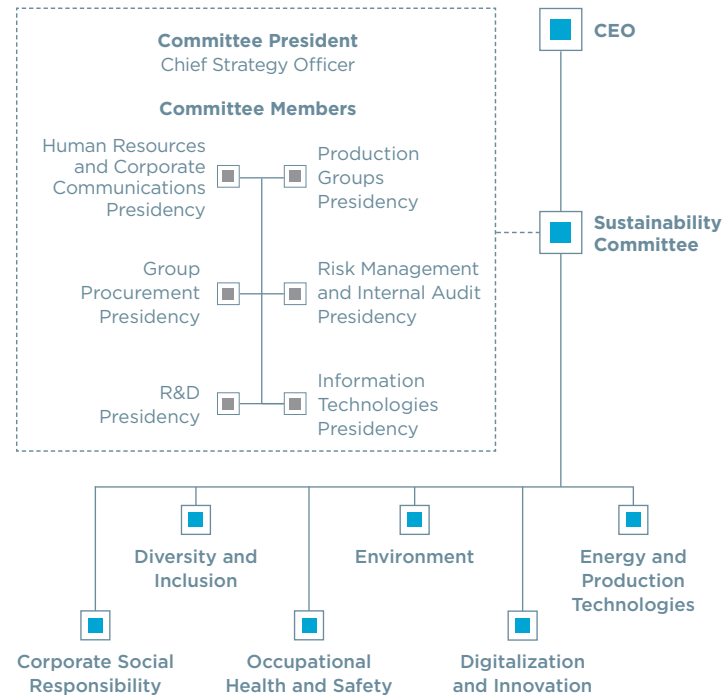 Committee President
Chief Strategy Officer
CEO
Committee Members
Human Resources
and Corporate
Communications
Presidency
Production
Groups
Presidency
Sustainability
Committee
Group
Procurement
Presidency
Risk Management
and Internal Audit
Presidency
R&D
Presidency
Information
Technologies
Presidency
Diversity and
Inclusion
Environment
Energy and
Production
Technologies
Corporate Social
Responsibility
Occupational
Health and Safety
Digitalization
and Innovation